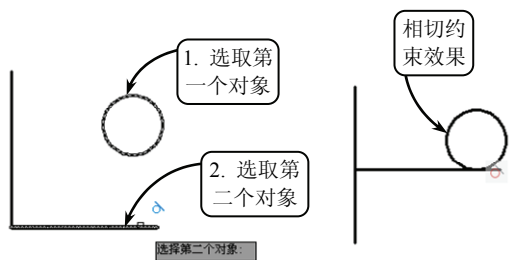 1. 选取第
一个对象
2. 选取第
二个对象
选择第二个对象:
相切约
束效果